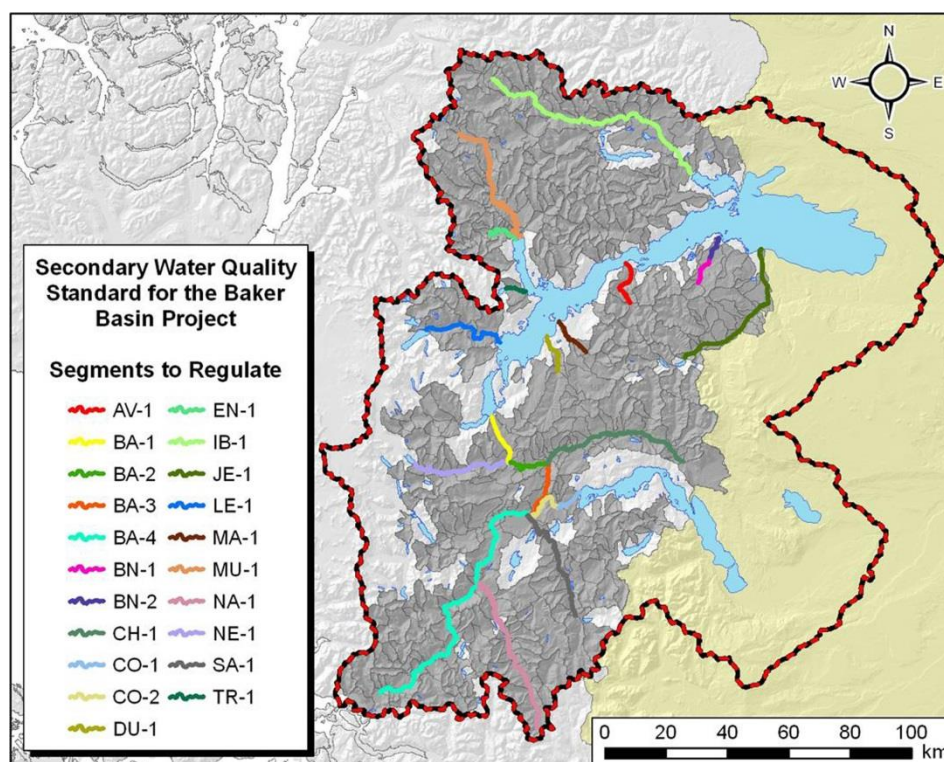 N
W E
S
Secondary Water Quality
Standard for the Baker
Basin Project
Segments to Regulate
AV-1 EN-1
BA-1 IB-1
BA-2 JE-1
BA-3 LE-1
BA-4 MA-1
BN-1 MU-1
BN-2 NA-1
CH-1 NE-1
CO-1 SA-1
CO-2 TR-1
DU-1
0 20 40 60 80 100
km